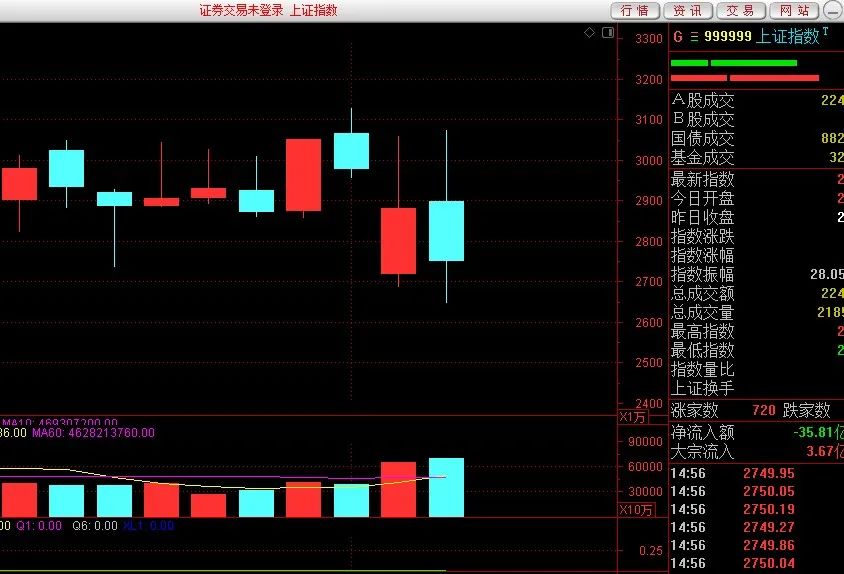 证券交易未登录 上证指数
行情 资讯 交易 网站
G 999999 上证指数 T
3300
3200
3100
3000
2900
2800
2700
2600
2500
2400
X1万
A股成交 224
B股成交
国债成交 882
基金成交 32
最新指数 2
今日开盘 2
昨日收盘 2
指数涨跌
指数涨幅
指数振幅 28.05
总成交额 224
总成交量 2185
最高指数 2
最低指数 2
指数量比
上证换手
涨家数 720 跌家数
净流入额 -35.81亿
大宗流入 3.67亿
MA10: 469307200.00
36.00 MA60: 4628213760.00
90000
60000
30000
X10万
00 Q1: 0.00 Q6: 0.00 XL1: 0.00
0.25
14:56 2749.95
14:56 2750.05
14:56 2750.19
14:56 2749.27
14:56 2749.86
14:56 2750.04